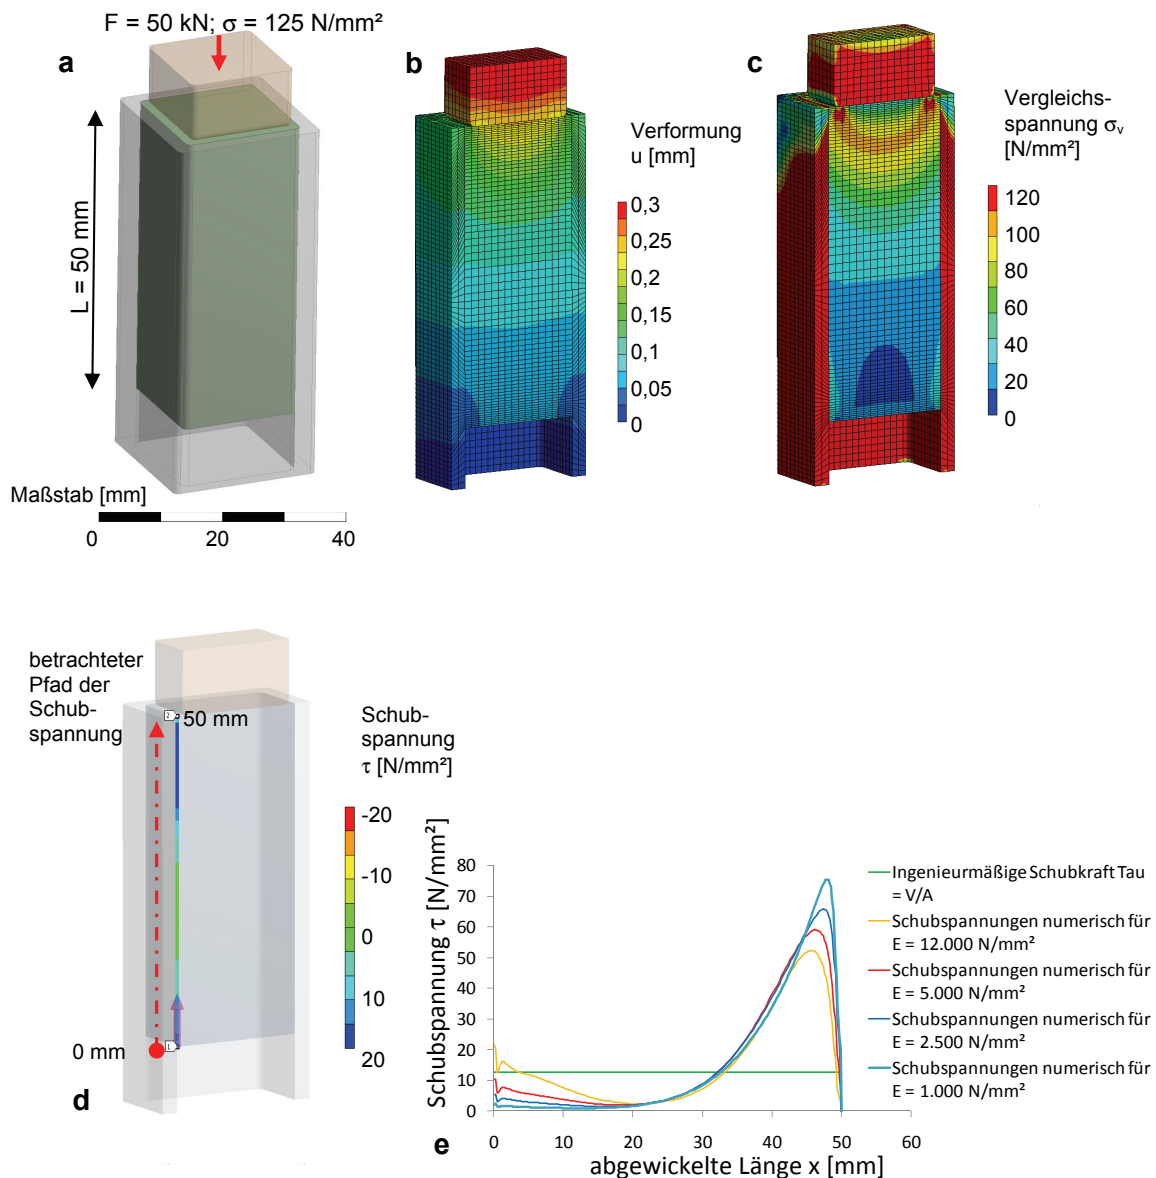 F = 50 kN; σ = 125 N/mm²
a
L = 50 mm
Maßstab [mm]
0 20 40
b
Verformung
u [mm]
0,3
0,25
0,2
0,15
0,1
0,05
0
c
Vergleichs-
spannung σv
[N/mm²]
120
100
80
60
40
20
0
betrachteter
Pfad der
Schub-
spannung
2
50 mm
0 mm
1
d
Schub-
spannung
τ [N/mm²]
-20
-10
0
10
20
Schubspannung τ [N/mm²]
80
70
60
50
40
30
20
10
0
0 10 20 30 40 50 60
abgewickelte Länge x [mm]
e
Ingenieurmäßige Schubkraft Tau
= V/A
Schubspannungen numerisch für
E = 12.000 N/mm²
Schubspannungen numerisch für
E = 5.000 N/mm²
Schubspannungen numerisch für
E = 2.500 N/mm²
Schubspannungen numerisch für
E = 1.000 N/mm²